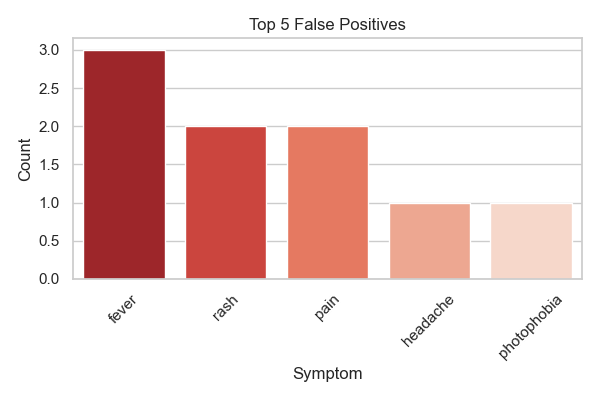 Top 5 False Positives
Count
3.0
2.5
2.0
1.5
1.0
0.5
0.0
fever
rash
pain
headache
photophobia
Symptom